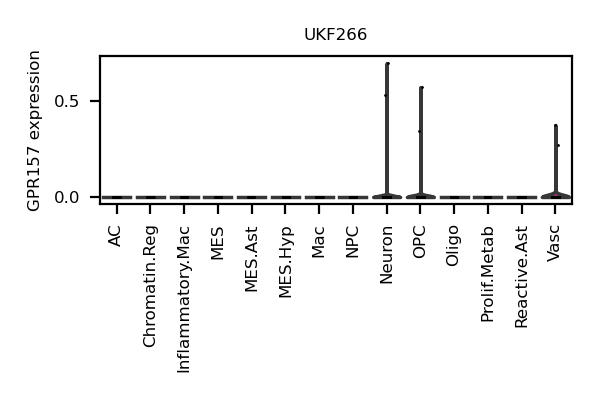 UKF266
GPR157 expression
0.5
0.0
AC
Chromatin.Reg
Inflammatory.Mac
MES
MES.Ast
MES.Hyp
Mac
NPC
Neuron
OPC
Oligo
Prolif.Metab
Reactive.Ast
Vasc